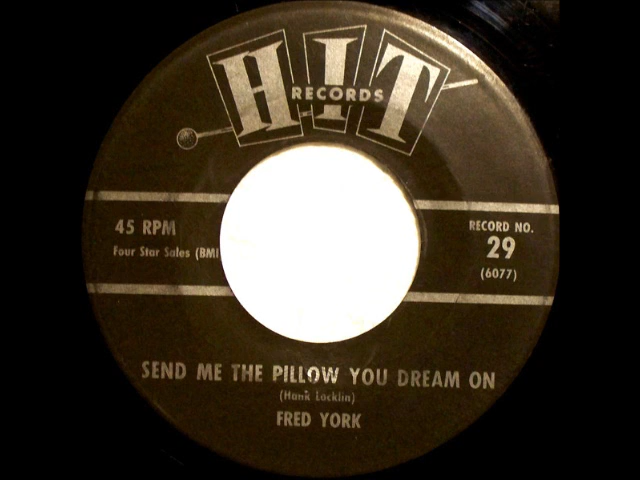 HIT
RECORDS
45 RPM
Four Star Sales (BMI
RECORD NO.
29
(6077)
SEND ME THE PILLOW YOU DREAM ON
(Hank Locklin)
FRED YORK